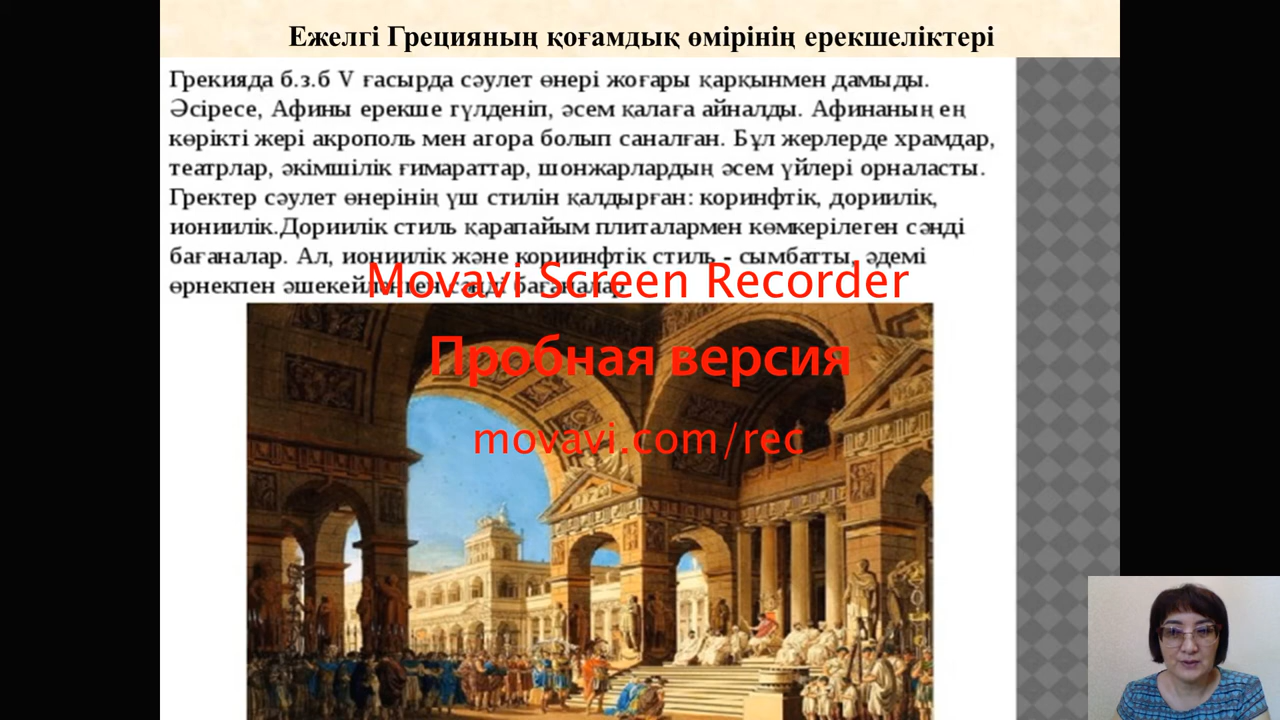 Ежелгі Грецияның қоғамдық өмірінің ерекшеліктері
Грекияда б.з.б V ғасырда сәулет өнері жоғары қарқынмен дамыды.
Әсіресе, Афины ерекше гүлденіп, әсем қалаға айналды. Афинаның ең
көрікті жері акрополь мен агора болып саналған. Бұл жерлерде храмдар,
театрлар, әкімшілік ғимараттар, шонжарлардың әсем үйлері орналасты.
Гректер сәулет өнерінің үш стилін қалдырған: коринфтік, дориилік,
иониилік.Дориилік стиль қарапайым плиталармен көмкерілеген сәнді
бағаналар. Ал, иониилік және кориинфтік стиль - сымбатты, әдемі
өрнекпен сәнді бағаналар
Movavi Screen Recorder
Пробная версия
movavi.com/rec